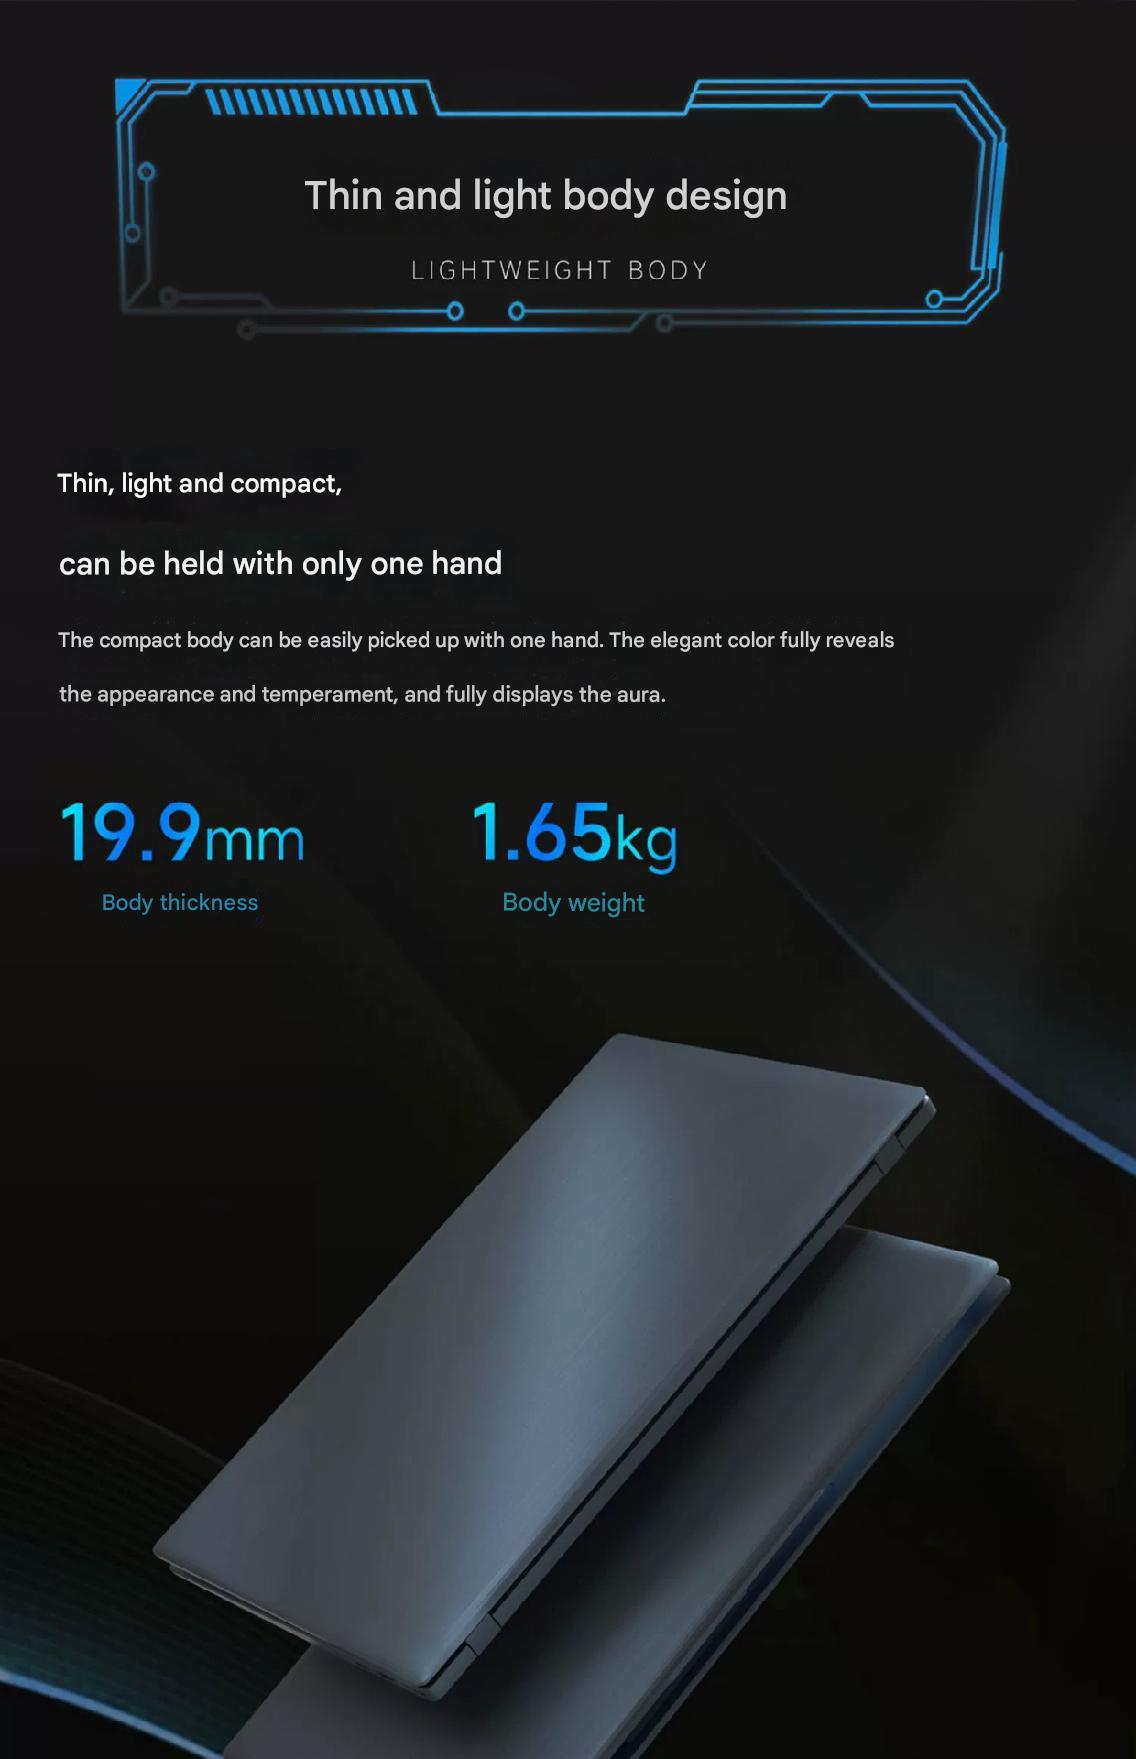 Thin and light body design
LIGHTWEIGHT BODY
Thin, light and compact,
can be held with only one hand
The compact body can be easily picked up with one hand. The elegant color fully reveals
the appearance and temperament, and fully displays the aura.
19.9mm 1.65kg
Body thickness Body weight